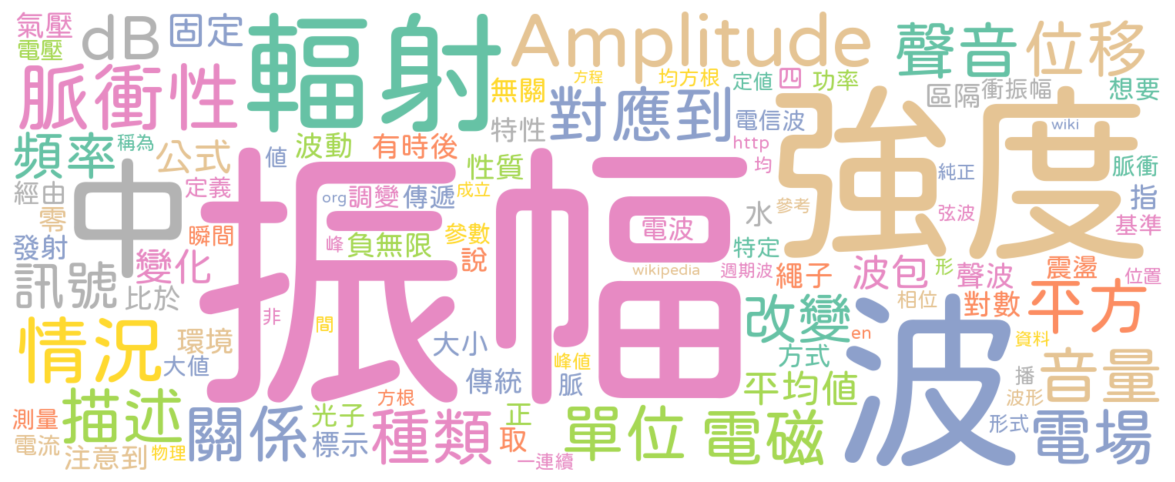 氣壓 dB 固定 輻射 Amplitude 聲音 位移
電壓 方程 均方根 定值 四 功率
脈衝性 無關 對應到 區隔 衝振幅 想要
頻率 稱為 公式 波動 有時後 特性 電信波 強度 wiki
http 均 性質 脈衝
經由 中 定義 值 org 調變 傳遞 成立 振幅 水 參考 純正 指
零 瞬間 峰 負無限 參數 電波 弦波 基準
發射 變化 說 特定
訊號 比於 wikipedia 週期波 繩子 波包 形 聲波 震盪 位置
非 間 改變 相位 對數 平方
情況 環境 大小 峰值 方式 en 波 資料
大值 傳統 脈 平均值 播 音量
描述 方根 波形
測量 關係 光子 種類 正 單位 電磁 形式 電場
電流 注意到 物理 標示 取 一連續